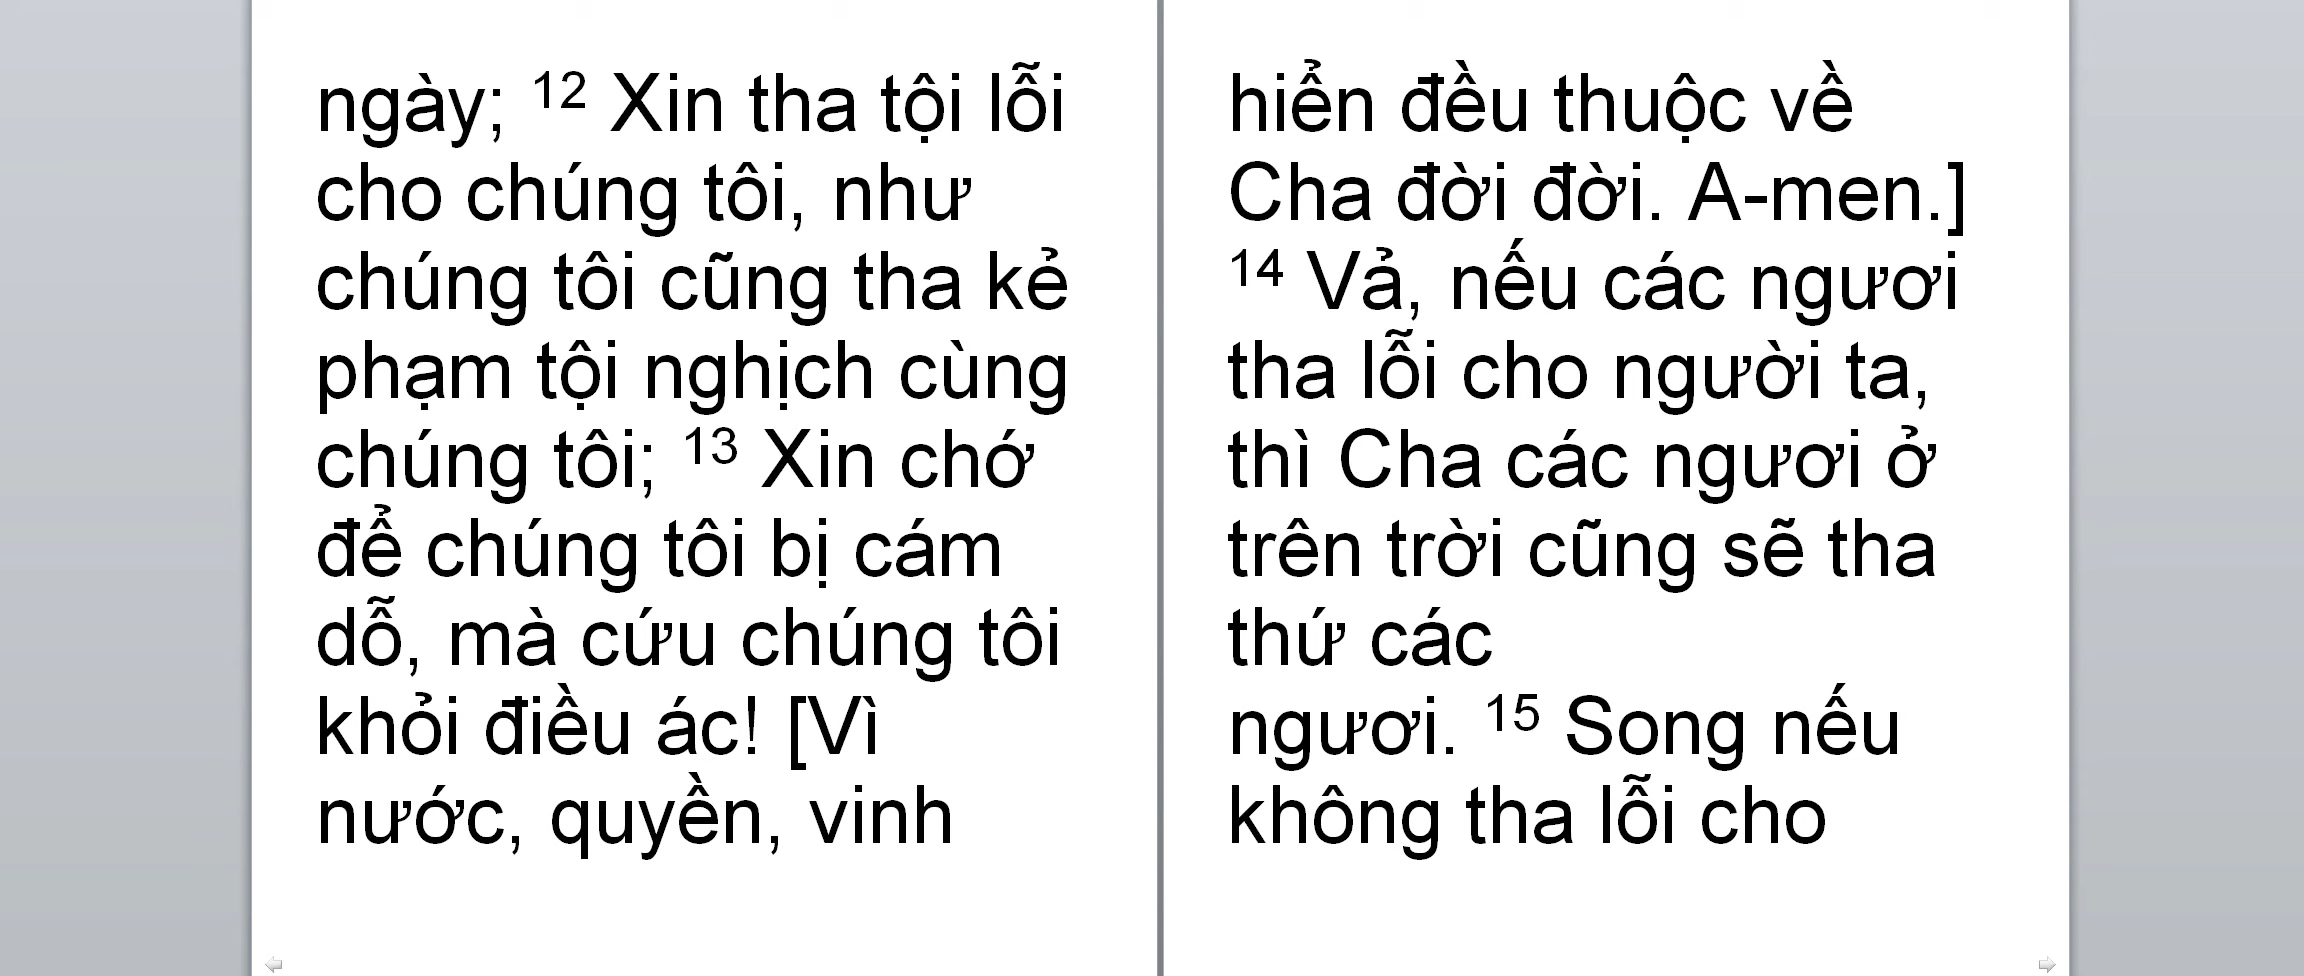 ngày; 12 Xin tha tội lỗi
cho chúng tôi, như
chúng tôi cũng tha kẻ
phạm tội nghịch cùng
chúng tôi; 13 Xin chớ
để chúng tôi bị cám
dỗ, mà cứu chúng tôi
khỏi điều ác! [Vì
nước, quyền, vinh
hiển đều thuộc về
Cha đời đời. A-men.]
14 Vả, nếu các ngươi
tha lỗi cho người ta,
thì Cha các ngươi ở
trên trời cũng sẽ tha
thứ các
ngươi. 15 Song nếu
không tha lỗi cho